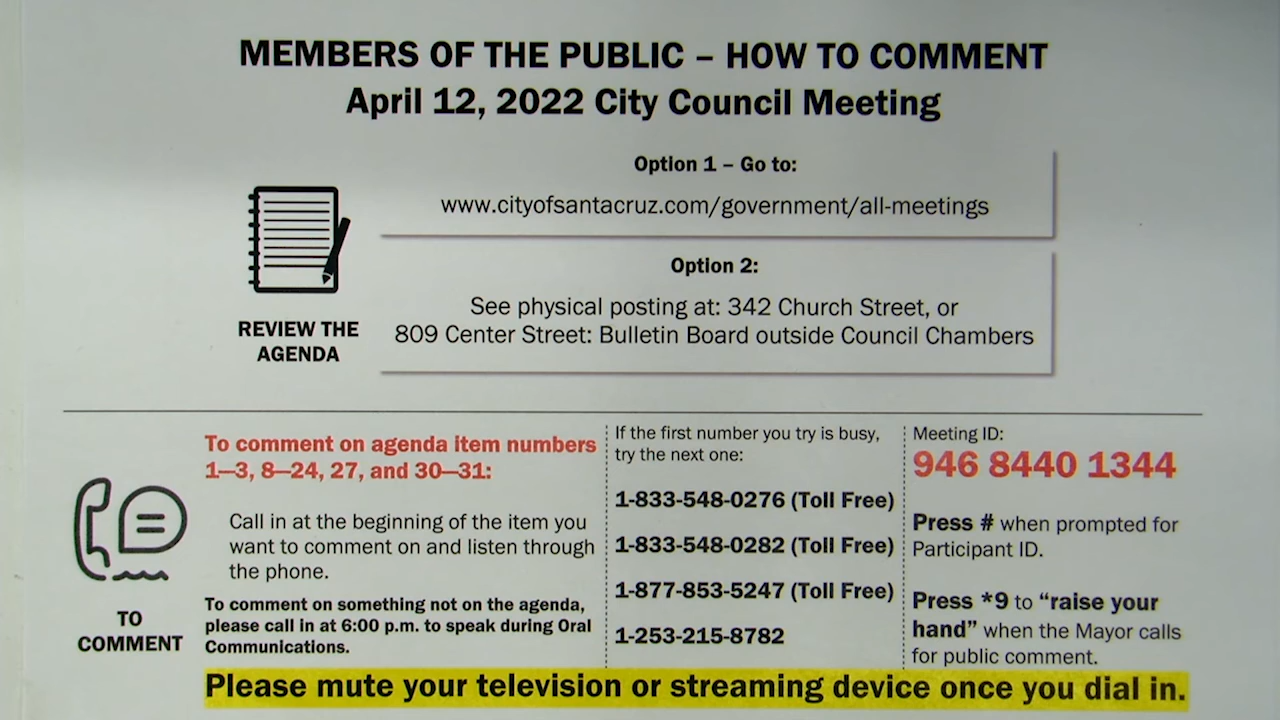 MEMBERS OF THE PUBLIC – HOW TO COMMENT
April 12, 2022 City Council Meeting
Option 1 – Go to:
www.cityofsantacruz.com/government/all-meetings
Option 2:
See physical posting at: 342 Church Street, or
809 Center Street: Bulletin Board outside Council Chambers
REVIEW THE
AGENDA
To comment on agenda item numbers
1—3, 8—24, 27, and 30—31:
Call in at the beginning of the item you
want to comment on and listen through
the phone.
To comment on something not on the agenda,
please call in at 6:00 p.m. to speak during Oral
Communications.
TO
COMMENT
If the first number you try is busy,
try the next one:
1-833-548-0276 (Toll Free)
1-833-548-0282 (Toll Free)
1-877-853-5247 (Toll Free)
1-253-215-8782
Meeting ID:
946 8440 1344
Press # when prompted for
Participant ID.
Press *9 to “raise your
hand” when the Mayor calls
for public comment.
Please mute your television or streaming device once you dial in.